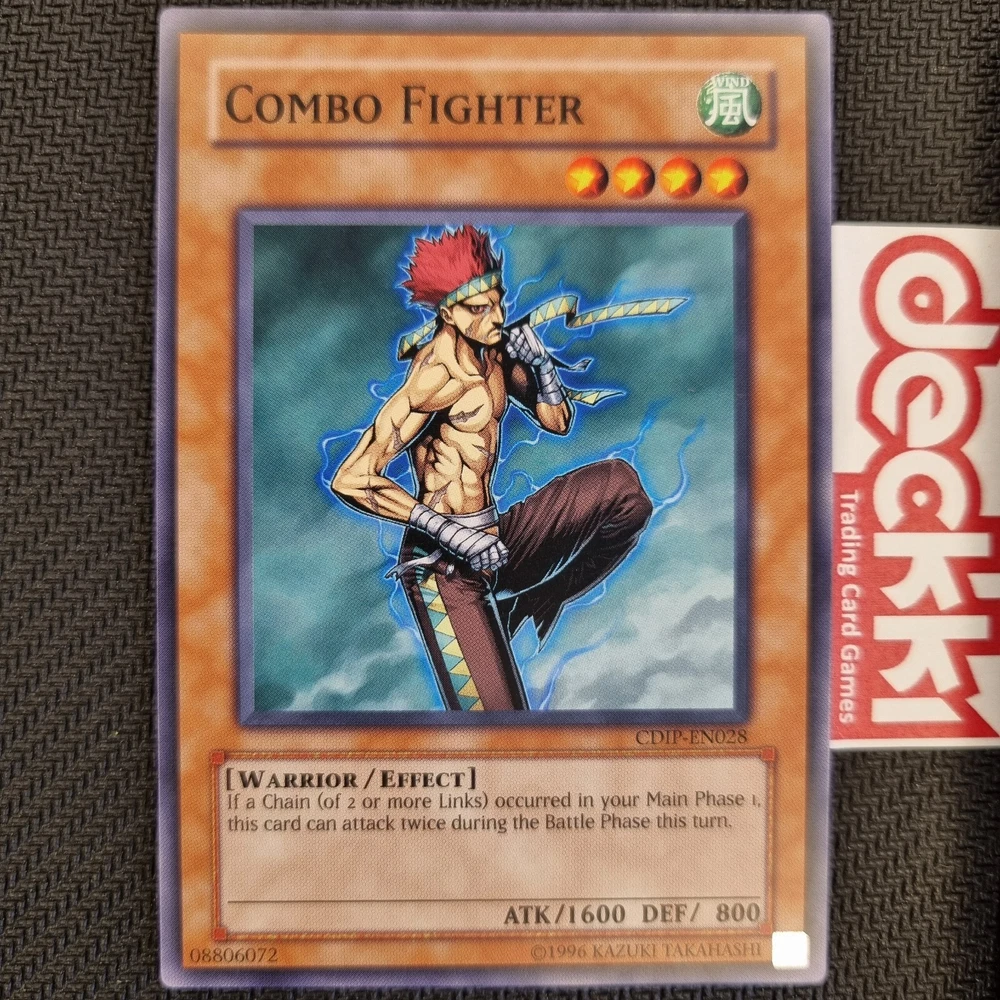 COMBO FIGHTER
WIND
風
CDIP-EN028
[WARRIOR/EFFECT]
If a Chain (of 2 or more Links) occurred in your Main Phase 1,
this card can attack twice during the Battle Phase this turn.
ATK/1600 DEF/ 800
08806072
©1996 KAZUKI TAKAHASHI
deckk1
Trading Card Games